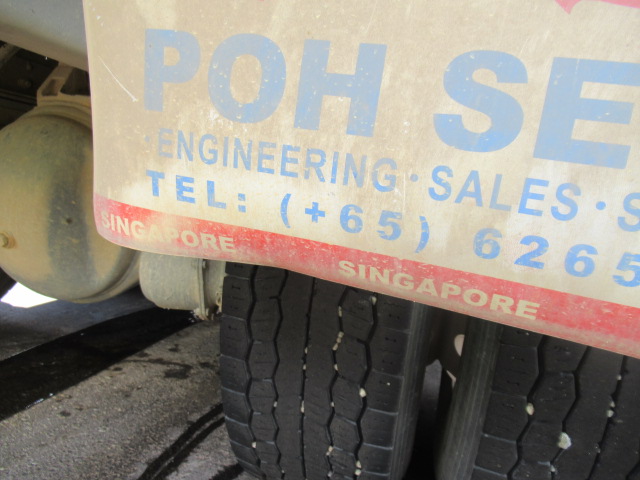 POH SE
·ENGINEERING·SALES·S
TEL: (+65) 6265
SINGAPORE SINGAPORE